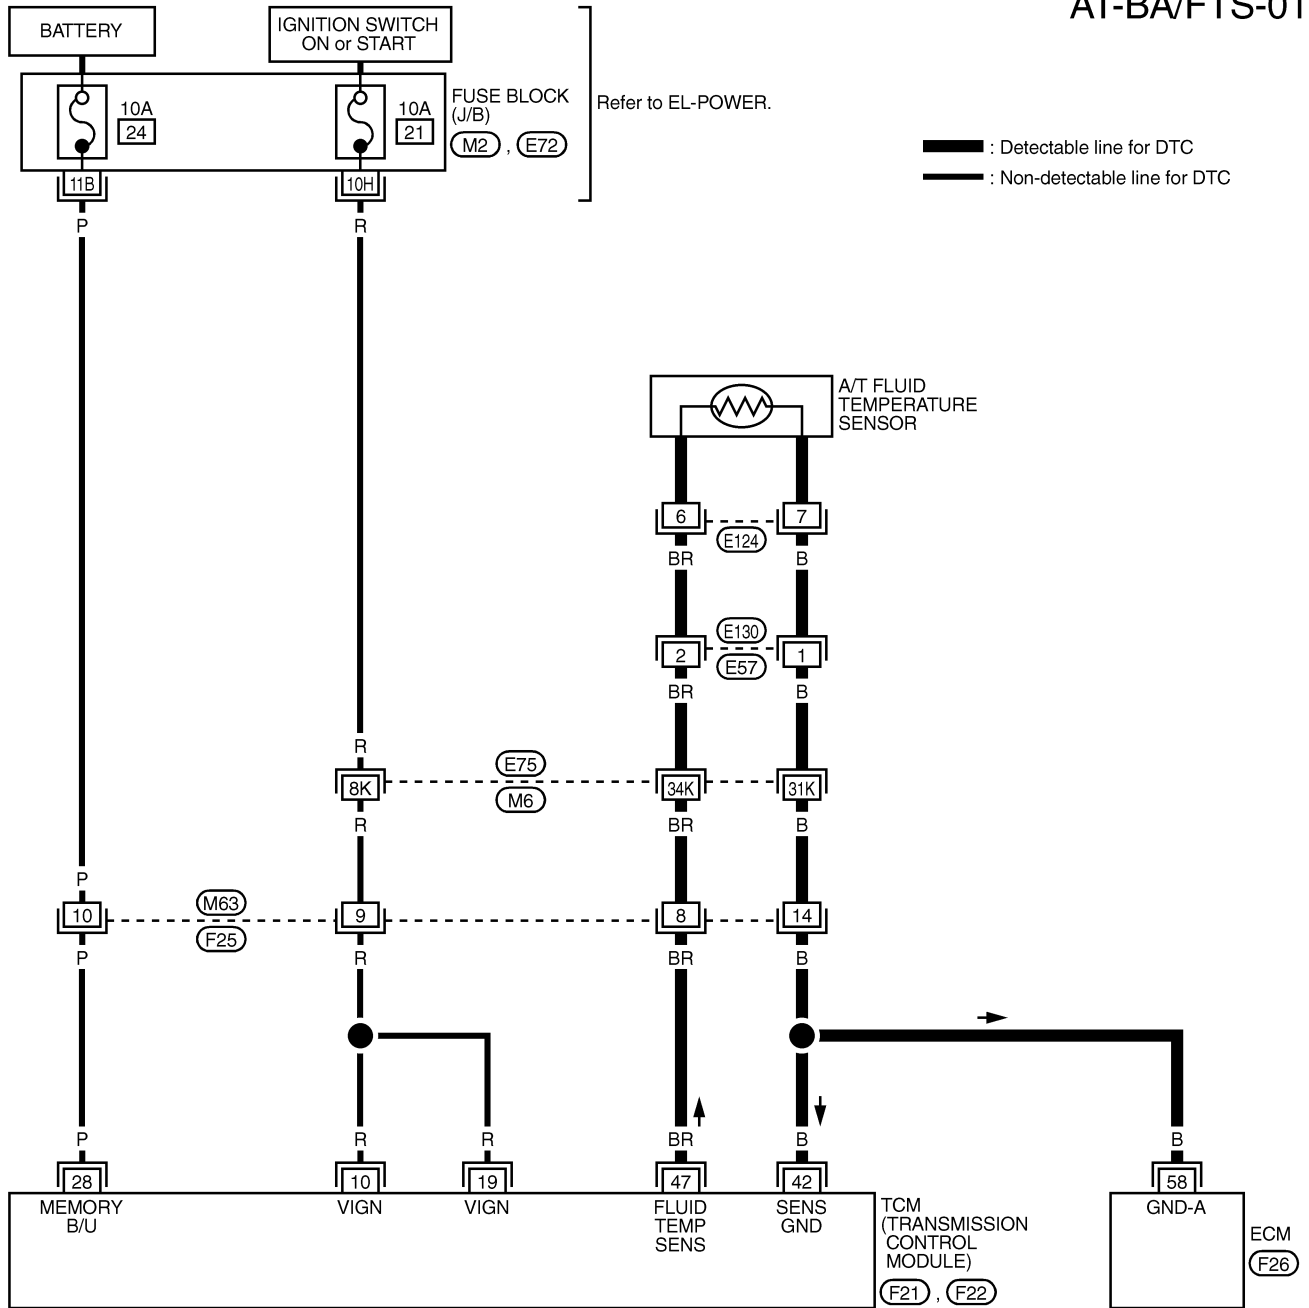 AT-BA/FTS-01
BATTERY
IGNITION SWITCH
ON or START
10A
24
10A
21
FUSE BLOCK
(J/B)
M2 , E72
Refer to EL-POWER.
: Detectable line for DTC
: Non-detectable line for DTC
11B
10H
P
R
A/T FLUID
TEMPERATURE
SENSOR
6
7
E124
BR
B
E130
2
1
E57
BR
B
R
E75
8K
34K
31K
M6
R
BR
B
P
M63
10
9
8
14
F25
P
R
BR
B
P
R
R
BR
B
B
28
10
19
47
42
58
MEMORY
B/U
VIGN
VIGN
FLUID
TEMP
SENS
SENS
GND
TCM
(TRANSMISSION
CONTROL
MODULE)
F21 , F22
GND-A
ECM
F26